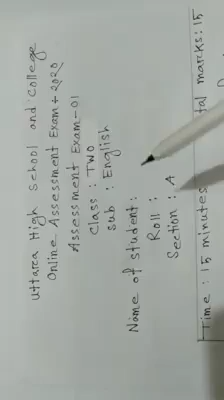 Uttara High School and College
Online Assessment Exam - 2020
Assessment Exam-01
Class : Two
Sub : English
Name of student:
Roll :
Section : A
Time : 15 minutes tal marks: 15